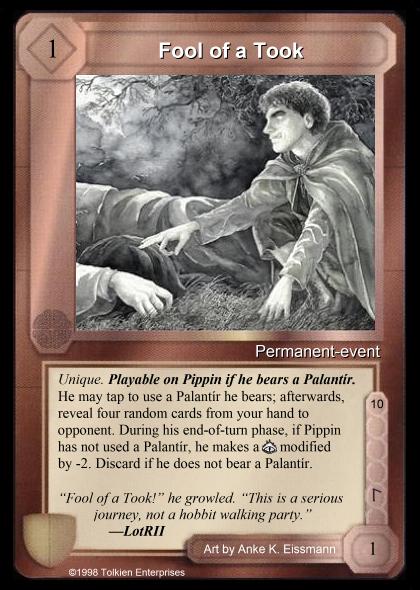 1
Fool of a Took
Permanent-event
Unique. Playable on Pippin if he bears a Palantír.
He may tap to use a Palantír he bears; afterwards,
reveal four random cards from your hand to
opponent. During his end-of-turn phase, if Pippin
has not used a Palantír, he makes a modified
by -2. Discard if he does not bear a Palantír.
“Fool of a Took!” he growled. “This is a serious
journey, not a hobbit walking party.”
—LotRII
10
Art by Anke K. Eissmann
1
©1998 Tolkien Enterprises